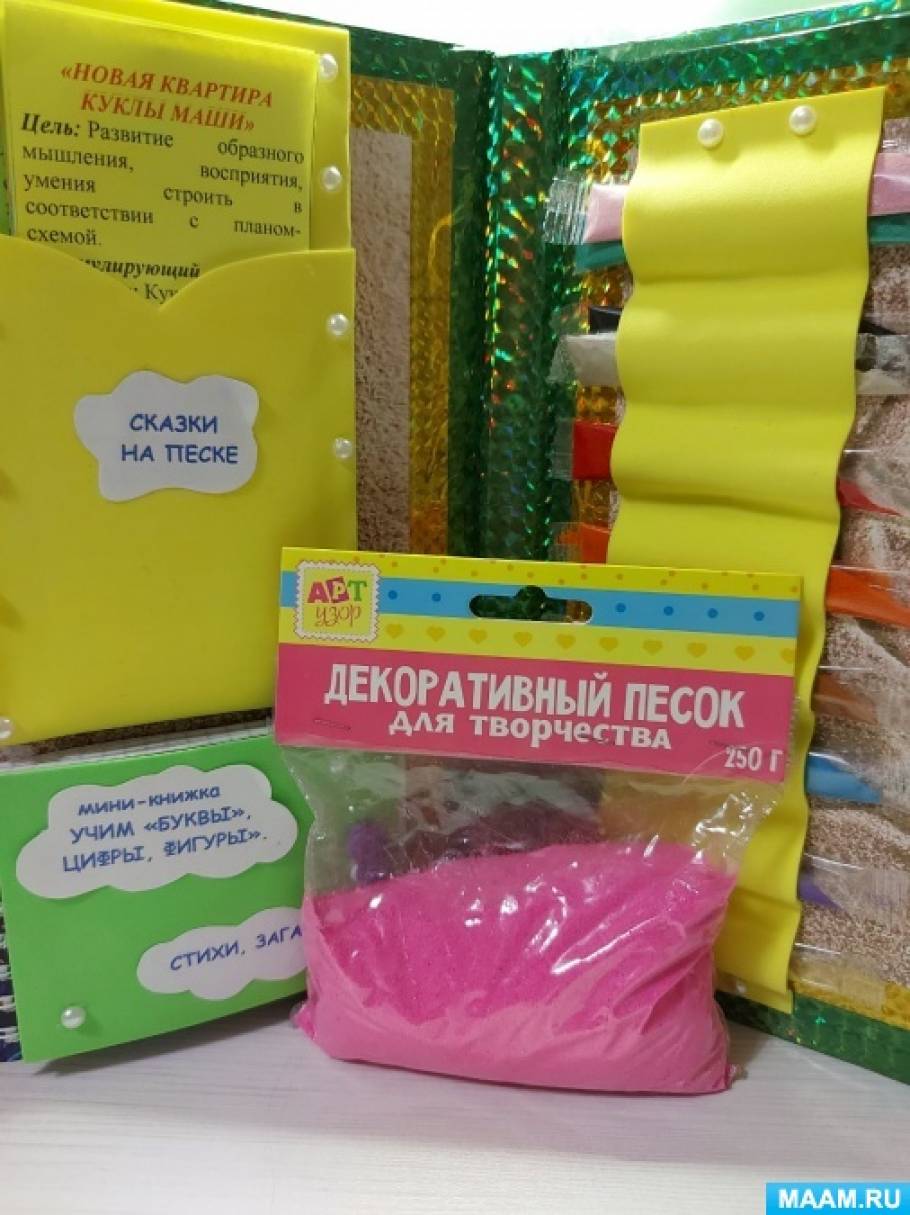 «НОВАЯ КВАРТИРА
КУКЛЫ МАШИ»
Цель: Развитие образного
мышления, восприятия,
умения строить в
соответствии с планом-
схемой.
СКАЗКИ
НА ПЕСКЕ
АРТ
узор
ДЕКОРАТИВНЫЙ ПЕСОК
для творчества
250 г
мини-книжка
УЧИМ «БУКВЫ»,
ЦИФРЫ, ФИГУРЫ».
СТИХИ, ЗАГА
MAAM.RU